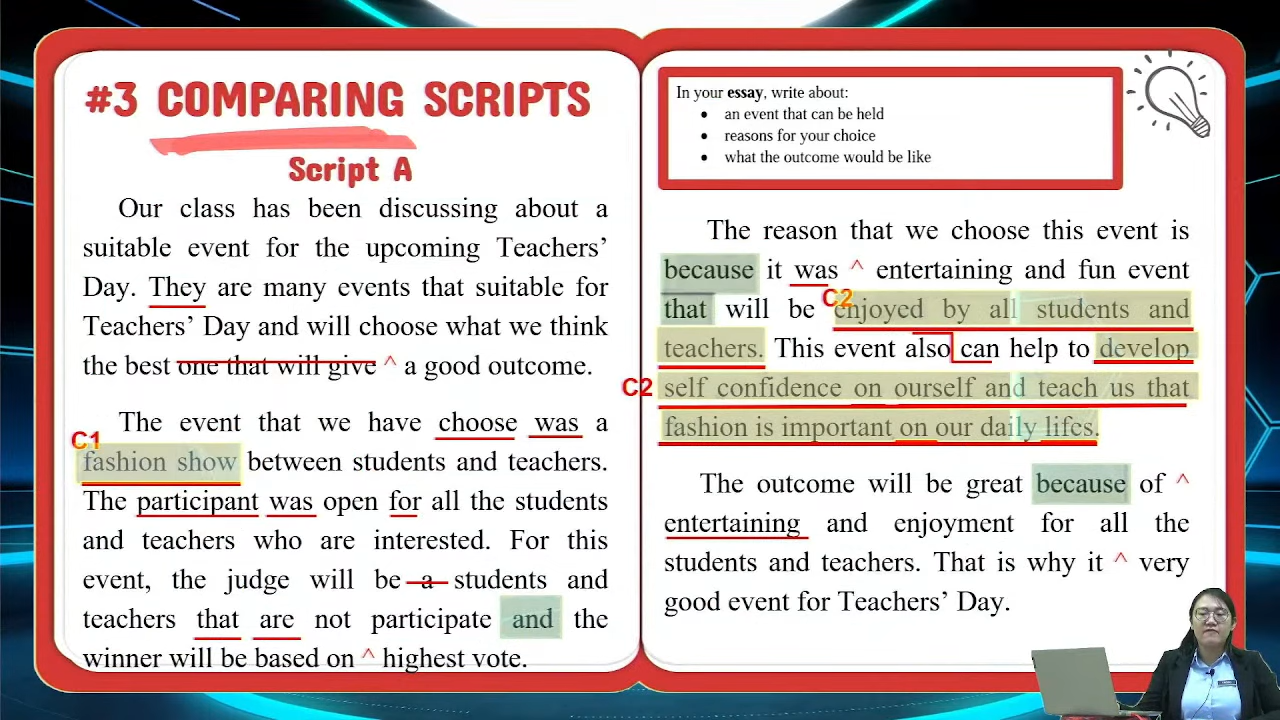 #3 COMPARING SCRIPTS
Script A
Our class has been discussing about a
suitable event for the upcoming Teachers’
Day. They are many events that suitable for
Teachers’ Day and will choose what we think
the best one that will give ^ a good outcome.
The event that we have choose was a
C1
fashion show between students and teachers.
The participant was open for all the students
and teachers who are interested. For this
event, the judge will be a students and
teachers that are not participate and the
winner will be based on ^ highest vote.
In your essay, write about:
• an event that can be held
• reasons for your choice
• what the outcome would be like
The reason that we choose this event is
because it was ^ entertaining and fun event
C2
that will be enjoyed by all students and
teachers. This event also can help to develop
C2 self confidence on ourself and teach us that
fashion is important on our daily lifes.
The outcome will be great because of ^
entertaining and enjoyment for all the
students and teachers. That is why it ^ very
good event for Teachers’ Day.